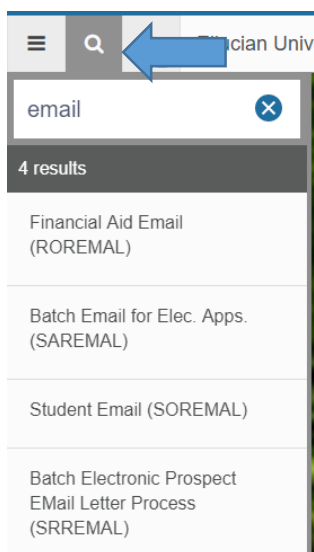 ucian Univ
email
4 results
Financial Aid Email
(ROREMAL)
Batch Email for Elec. Apps.
(SAREMAL)
Student Email (SOREMAL)
Batch Electronic Prospect
EMail Letter Process
(SRREMAL)